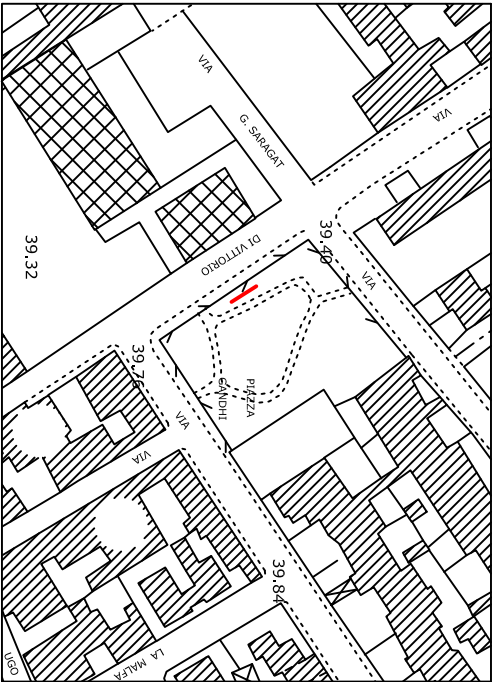 VIA
G. SARAGAT
VIA
39.32
DI VITTORIO
39.40
VIA
39.76
PIAZZA
GANDHI
VIA
VIA
39.84
LA MALFA
UGO